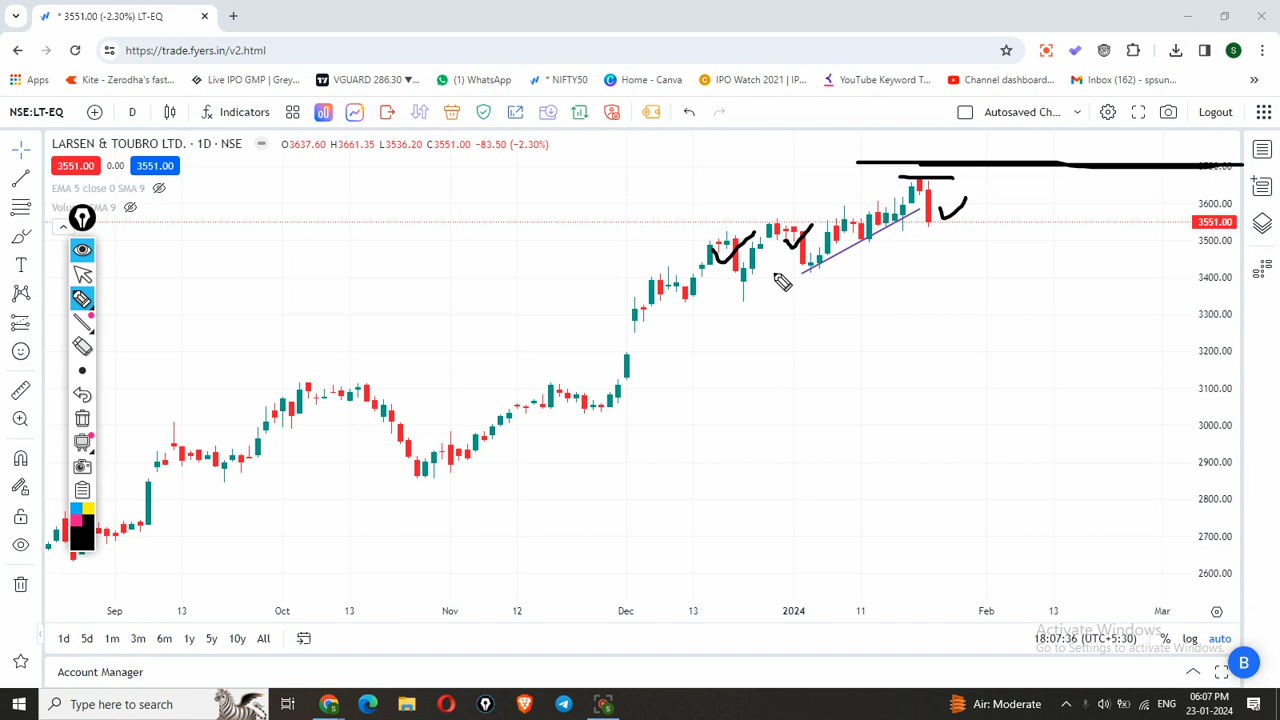 * 3551.00 (-2.30%) LT-EQ
https://trade.fyers.in/v2.html
S
Apps
Kite - Zerodha's fast...
Live IPO GMP | Grey...
VGUARD 286.30 ▼...
(1) WhatsApp
* NIFTY50
Home - Canva
IPO Watch 2021 | IP...
YouTube Keyword T...
Channel dashboard...
Inbox (162) - spsun...
NSE:LT-EQ
D
Indicators
Autosaved Ch...
Logout
LARSEN & TOUBRO LTD. · 1D · NSE
O3637.60 H3661.35 L3536.20 C3551.00 -83.50 (-2.30%)
3551.00 0.00 3551.00
EMA 5 close 0 SMA 9
3600.00
3551.00
3500.00
3400.00
3300.00
3200.00
3100.00
3000.00
2900.00
2800.00
2700.00
2600.00
Sep 13 Oct 13 Nov 12 Dec 13 2024 11 Feb 13 Mar
Activate Windows
Go to Settings to activate Windows.
1d 5d 1m 3m 6m 1y 5y 10y All
18:07:36 (UTC+5:30) % log auto
B
Account Manager
Type here to search
Air: Moderate
ENG
06:07 PM
23-01-2024